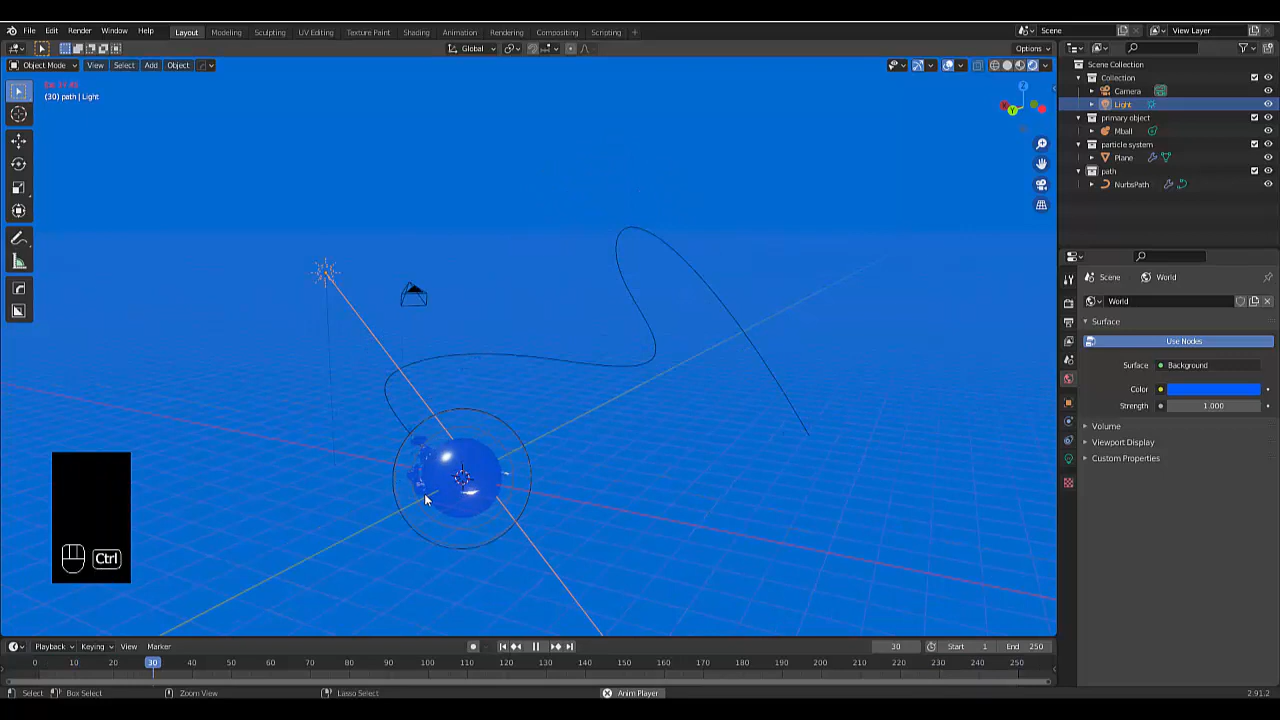 File Edit Render Window Help Layout Modeling Sculpting UV Editing Texture Paint Shading Animation Rendering Compositing Scripting + Scene View Layer
Global Options
Object Mode View Select Add Object
(30) path | Light
Scene Collection
Collection
Camera
Light
primary object
Mball
particle system
Plane
path
NurbsPath
Z
X
Y
Scene World
World
Surface
Use Nodes
Surface Background
Color
Strength 1.000
Volume
Viewport Display
Custom Properties
Ctrl
Playback Keying View Marker 30 Start 1 End 250
0 10 20 30 40 50 60 70 80 90 100 110 120 130 140 150 160 170 180 190 200 210 220 230 240 250
Select Box Select Zoom View Lasso Select Anim Player 2.91.2